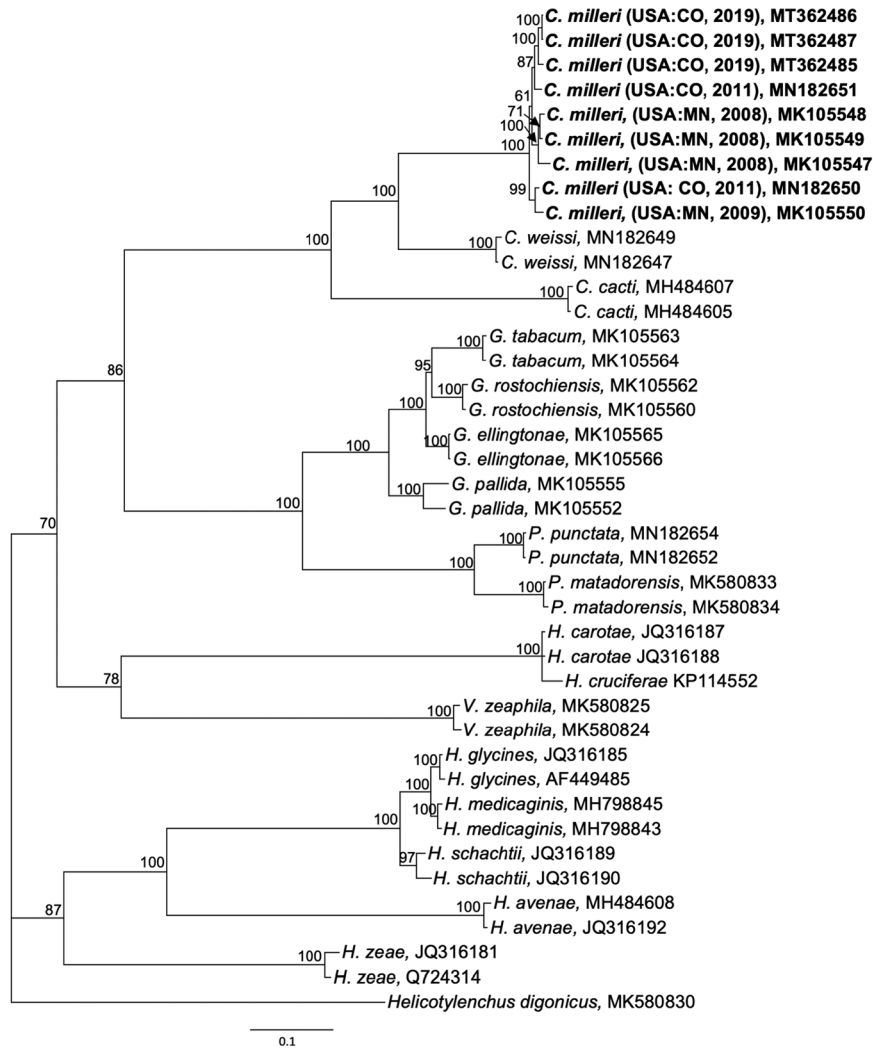 100
C. milleri (USA:CO, 2019), MT362486
100
C. milleri (USA:CO, 2019), MT362487
87
C. milleri (USA:CO, 2019), MT362485
61
C. milleri (USA:CO, 2011), MN182651
71
C. milleri, (USA:MN, 2008), MK105548
100
C. milleri, (USA:MN, 2008), MK105549
100
C. milleri, (USA:MN, 2008), MK105547
99
C. milleri (USA: CO, 2011), MN182650
C. milleri, (USA:MN, 2009), MK105550
100
100
100
C. weissi, MN182649
C. weissi, MN182647
100
C. cacti, MH484607
C. cacti, MH484605
100
G. tabacum, MK105563
G. tabacum, MK105564
95
86
100
G. rostochiensis, MK105562
G. rostochiensis, MK105560
100
100
G. ellingtonae, MK105565
G. ellingtonae, MK105566
100
100
G. pallida, MK105555
G. pallida, MK105552
100
70
100
P. punctata, MN182654
P. punctata, MN182652
100
100
P. matadorensis, MK580833
P. matadorensis, MK580834
100
H. carotae, JQ316187
H. carotae JQ316188
H. cruciferae KP114552
78
100
V. zeaphila, MK580825
V. zeaphila, MK580824
100
H. glycines, JQ316185
H. glycines, AF449485
100
100
H. medicaginis, MH798845
H. medicaginis, MH798843
100
97
H. schachtii, JQ316189
H. schachtii, JQ316190
100
100
H. avenae, MH484608
H. avenae, JQ316192
87
100
H. zeae, JQ316181
H. zeae, Q724314
Helicotylenchus digonicus, MK580830
0.1